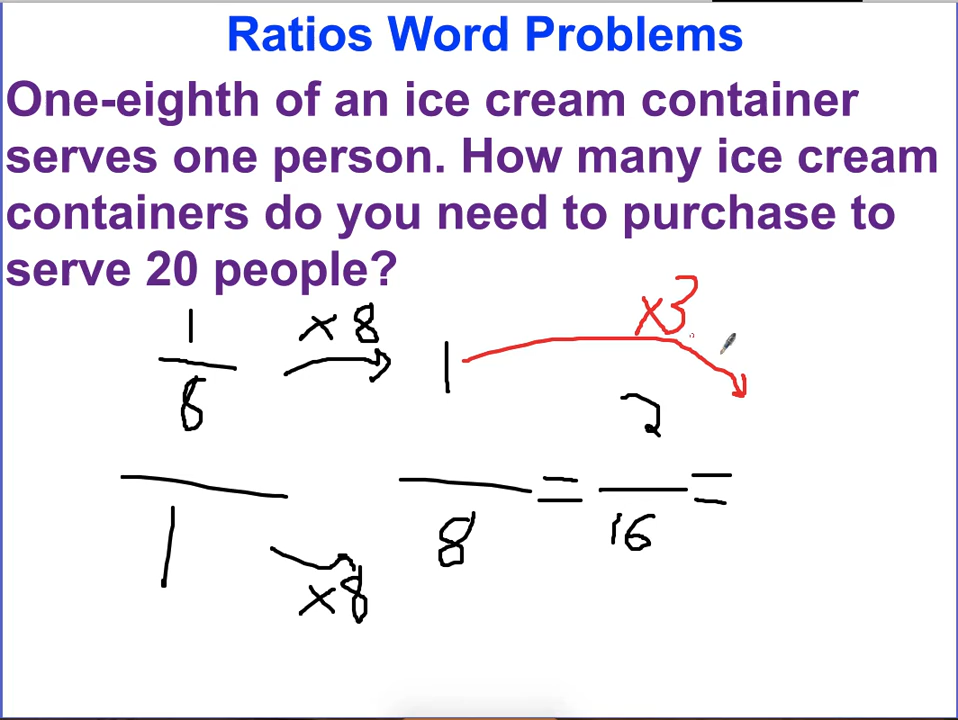 Ratios Word Problems
One-eighth of an ice cream container
serves one person. How many ice cream
containers do you need to purchase to
serve 20 people?
x3
1 x 8
8 1
2
= =
1 8 16
x8